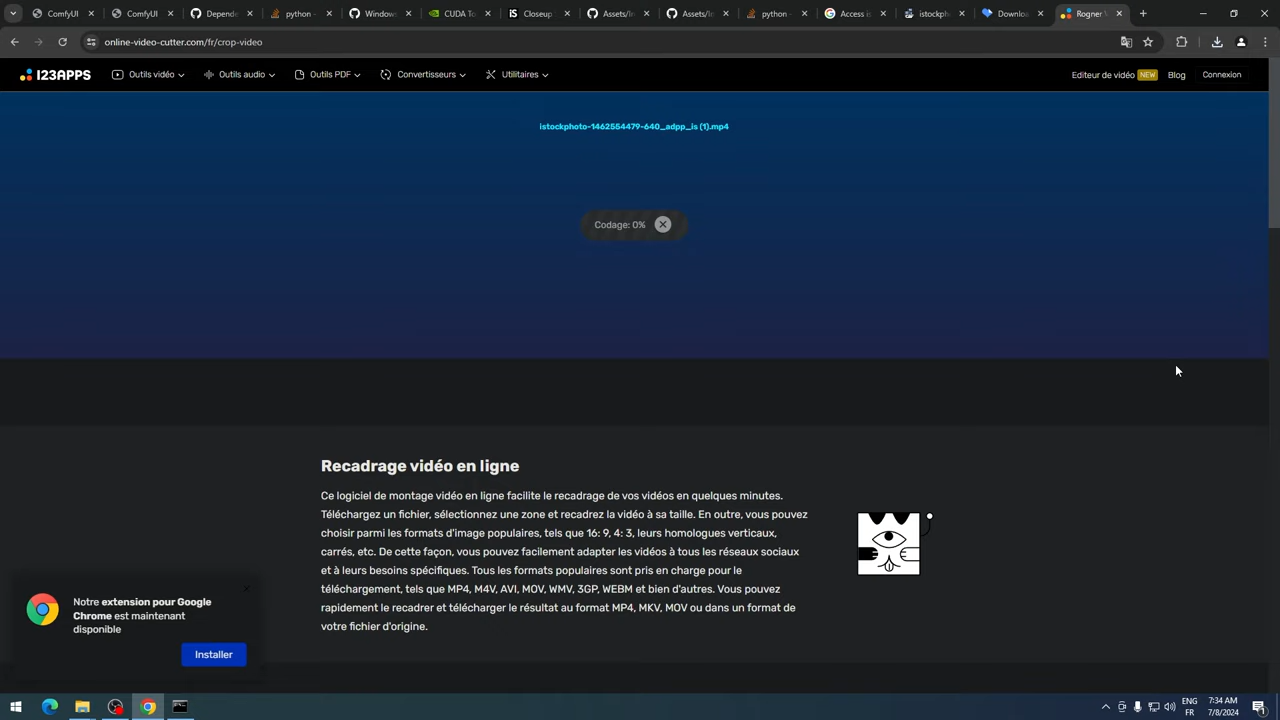 ComfyUI
ComfyUI
Depende
python -
Window
CUDA To
Closeup
Assets/In
Assets/In
python -
Access is
istockph
Downloa
Rogner
online-video-cutter.com/fr/crop-video
123APPS
Outils vidéo
Outils audio
Outils PDF
Convertisseurs
Utilitaires
Editeur de vidéo NEW
Blog
Connexion
istockphoto-1462554479-640_adpp_is (1).mp4
Codage: 0%
Recadrage vidéo en ligne
Ce logiciel de montage vidéo en ligne facilite le recadrage de vos vidéos en quelques minutes.
Téléchargez un fichier, sélectionnez une zone et recadrez la vidéo à sa taille. En outre, vous pouvez
choisir parmi les formats d'image populaires, tels que 16: 9, 4: 3, leurs homologues verticaux,
carrés, etc. De cette façon, vous pouvez facilement adapter les vidéos à tous les réseaux sociaux
et à leurs besoins spécifiques. Tous les formats populaires sont pris en charge pour le
téléchargement, tels que MP4, M4V, AVI, MOV, WMV, 3GP, WEBM et bien d'autres. Vous pouvez
rapidement le recadrer et télécharger le résultat au format MP4, MKV, MOV ou dans un format de
votre fichier d'origine.
Notre extension pour Google
Chrome est maintenant
disponible
Installer
ENG
FR
7:34 AM
7/8/2024